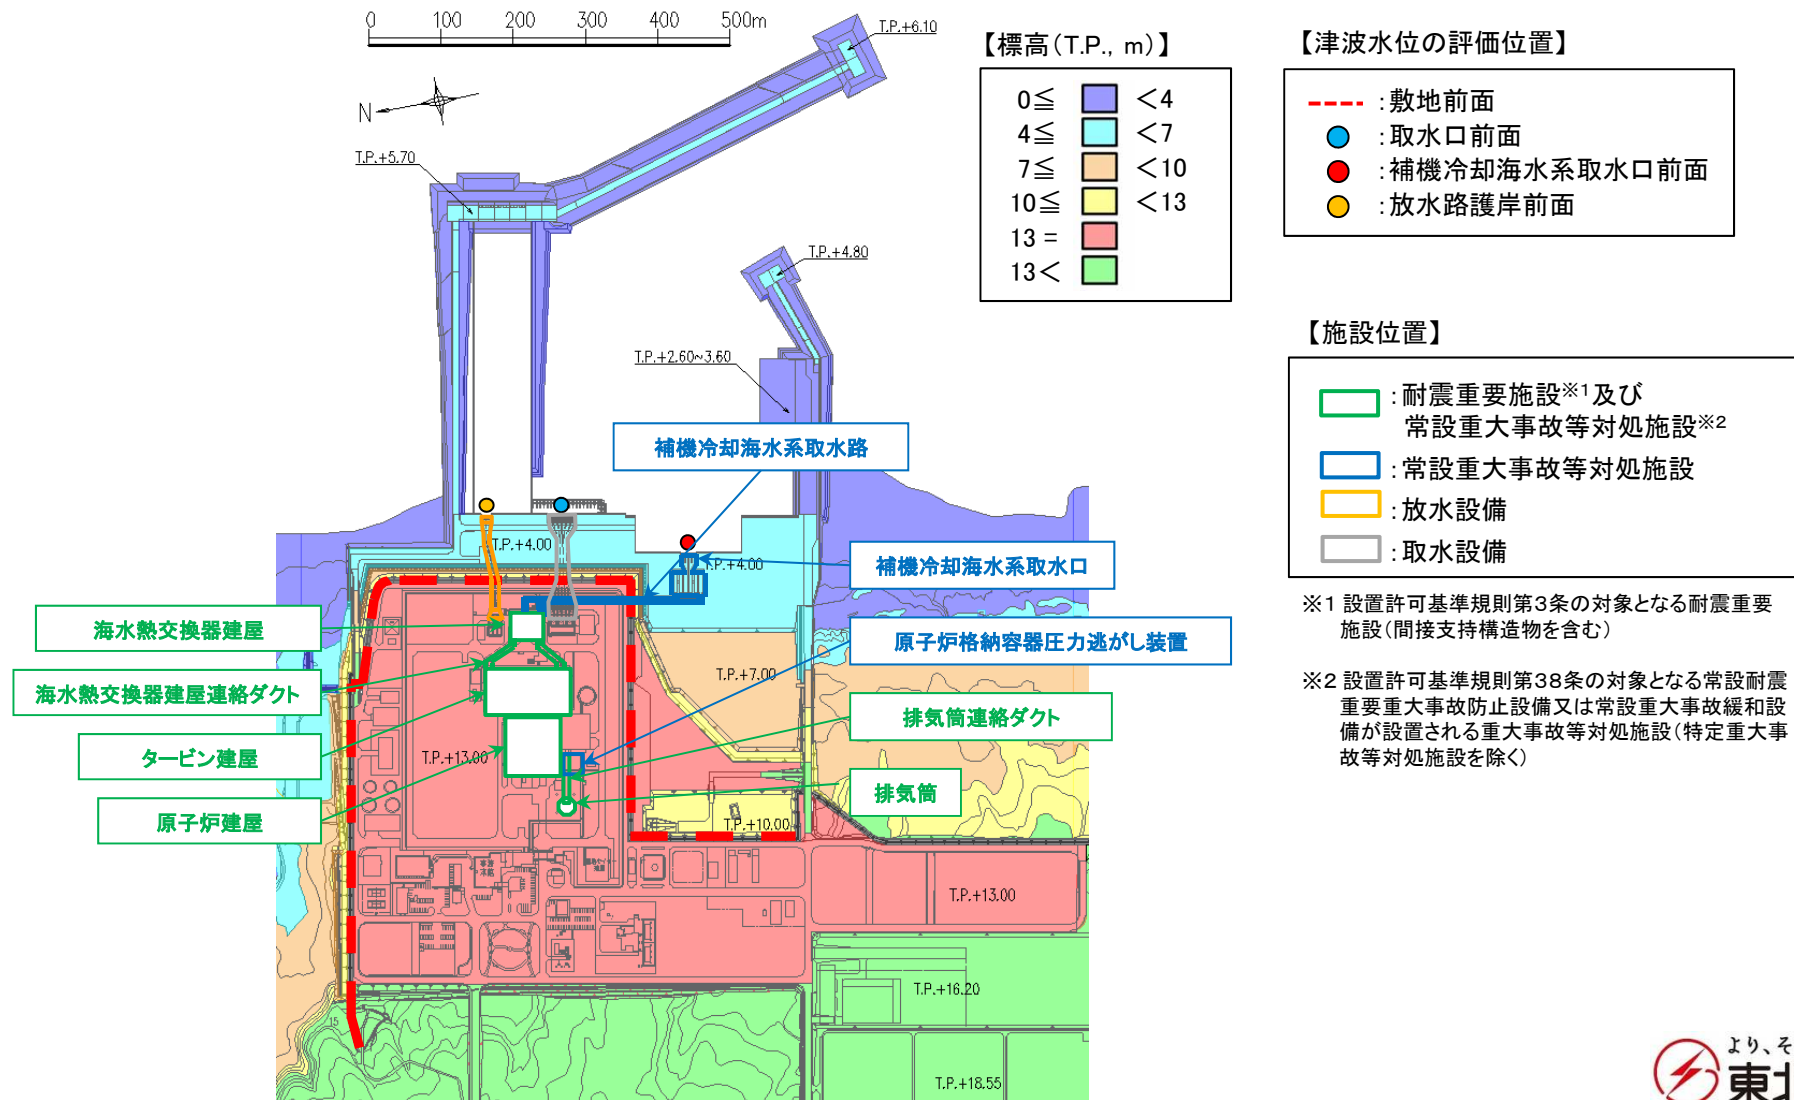 0 100 200 300 400 500m
N
T.P.+6.10
T.P.+5.70
T.P.+4.80
T.P.+2.60~3.60
【標高(T.P., m)】
0≦ <4
4≦ <7
7≦ <10
10≦ <13
13 =
13<
【津波水位の評価位置】
:敷地前面
:取水口前面
:補機冷却海水系取水口前面
:放水路護岸前面
【施設位置】
:耐震重要施設※1及び
常設重大事故等対処施設※2
:常設重大事故等対処施設
:放水設備
:取水設備
※1 設置許可基準規則第3条の対象となる耐震重要
施設(間接支持構造物を含む)
※2 設置許可基準規則第38条の対象となる常設耐震
重要重大事故防止設備又は常設重大事故緩和設
備が設置される重大事故等対処施設(特定重大事
故等対処施設を除く)
補機冷却海水系取水路
T.P.+4.00
T.P.+4.00
補機冷却海水系取水口
海水熱交換器建屋
原子炉格納容器圧力逃がし装置
海水熱交換器建屋連絡ダクト
T.P.+7.00
排気筒連絡ダクト
タービン建屋
T.P.+13.00
排気筒
原子炉建屋
T.P.+10.00
T.P.+13.00
T.P.+16.20
15
T.P.+18.55
より、そ
東北